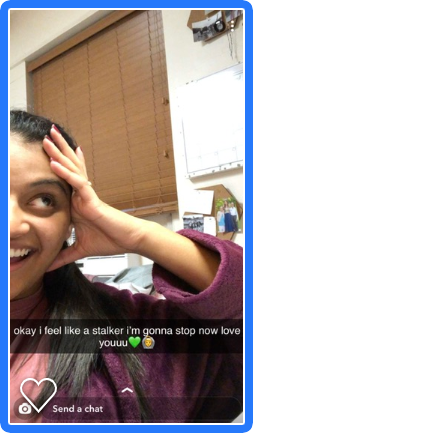 okay i feel like a stalker i'm gonna stop now love
youuu💚🙆
Send a chat